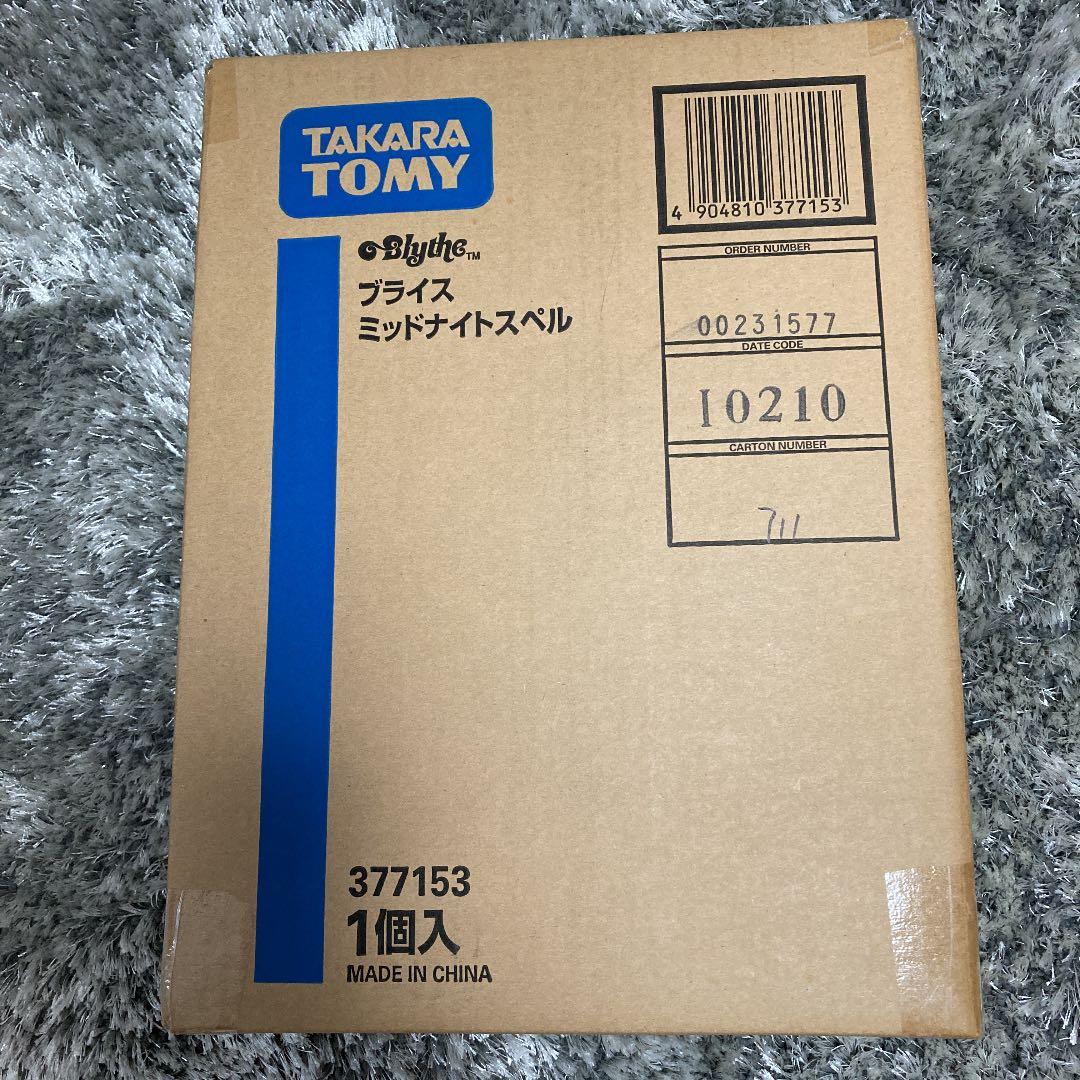 TAKARA
TOMY
Blythe™
ブライス
ミッドナイトスペル
4 904810 377153
ORDER NUMBER
00231577
DATE CODE
I0210
CARTON NUMBER
711
377153
1個入
MADE IN CHINA